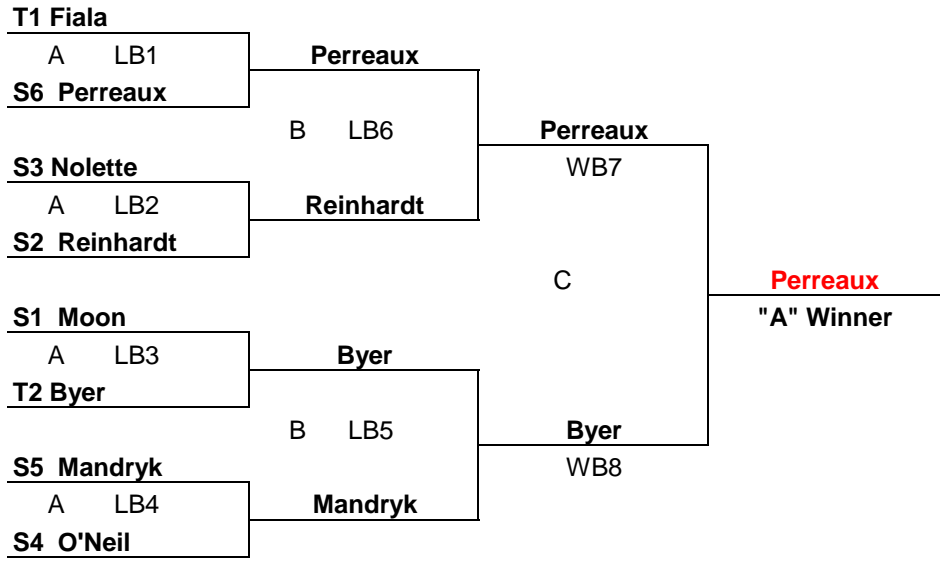 T1 Fiala
A LB1 Perreaux
S6 Perreaux
B LB6 Perreaux
S3 Nolette WB7
A LB2 Reinhardt
S2 Reinhardt
C Perreaux
S1 Moon "A" Winner
A LB3 Byer
T2 Byer
B LB5 Byer
S5 Mandryk WB8
A LB4 Mandryk
S4 O'Neil